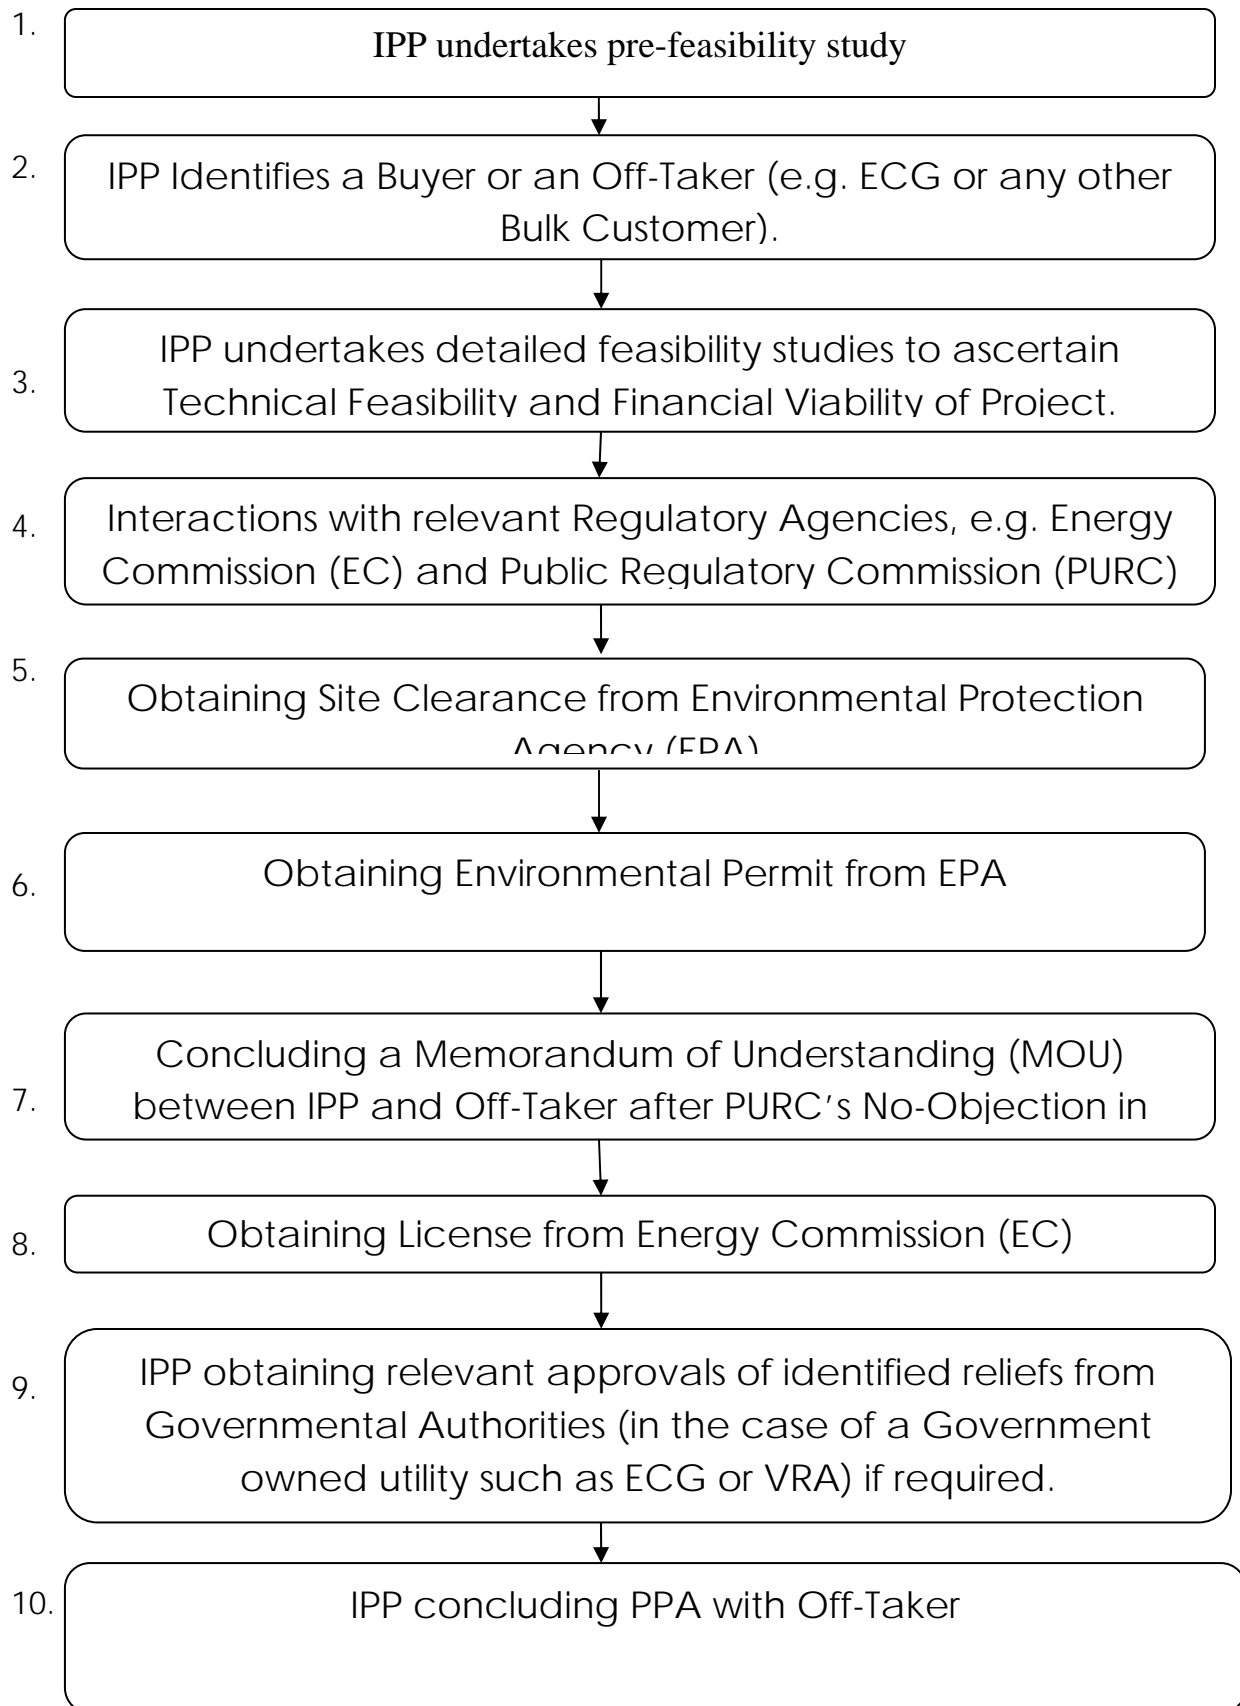 1.
IPP undertakes pre-feasibility study
2.
IPP Identifies a Buyer or an Off-Taker (e.g. ECG or any other
Bulk Customer).
3.
IPP undertakes detailed feasibility studies to ascertain
Technical Feasibility and Financial Viability of Project.
4.
Interactions with relevant Regulatory Agencies, e.g. Energy
Commission (EC) and Public Regulatory Commission (PURC)
5.
Obtaining Site Clearance from Environmental Protection
Agency (EPA)
6.
Obtaining Environmental Permit from EPA
7.
Concluding a Memorandum of Understanding (MOU)
between IPP and Off-Taker after PURC’s No-Objection in
8.
Obtaining License from Energy Commission (EC)
9.
IPP obtaining relevant approvals of identified reliefs from
Governmental Authorities (in the case of a Government
owned utility such as ECG or VRA) if required.
10.
IPP concluding PPA with Off-Taker